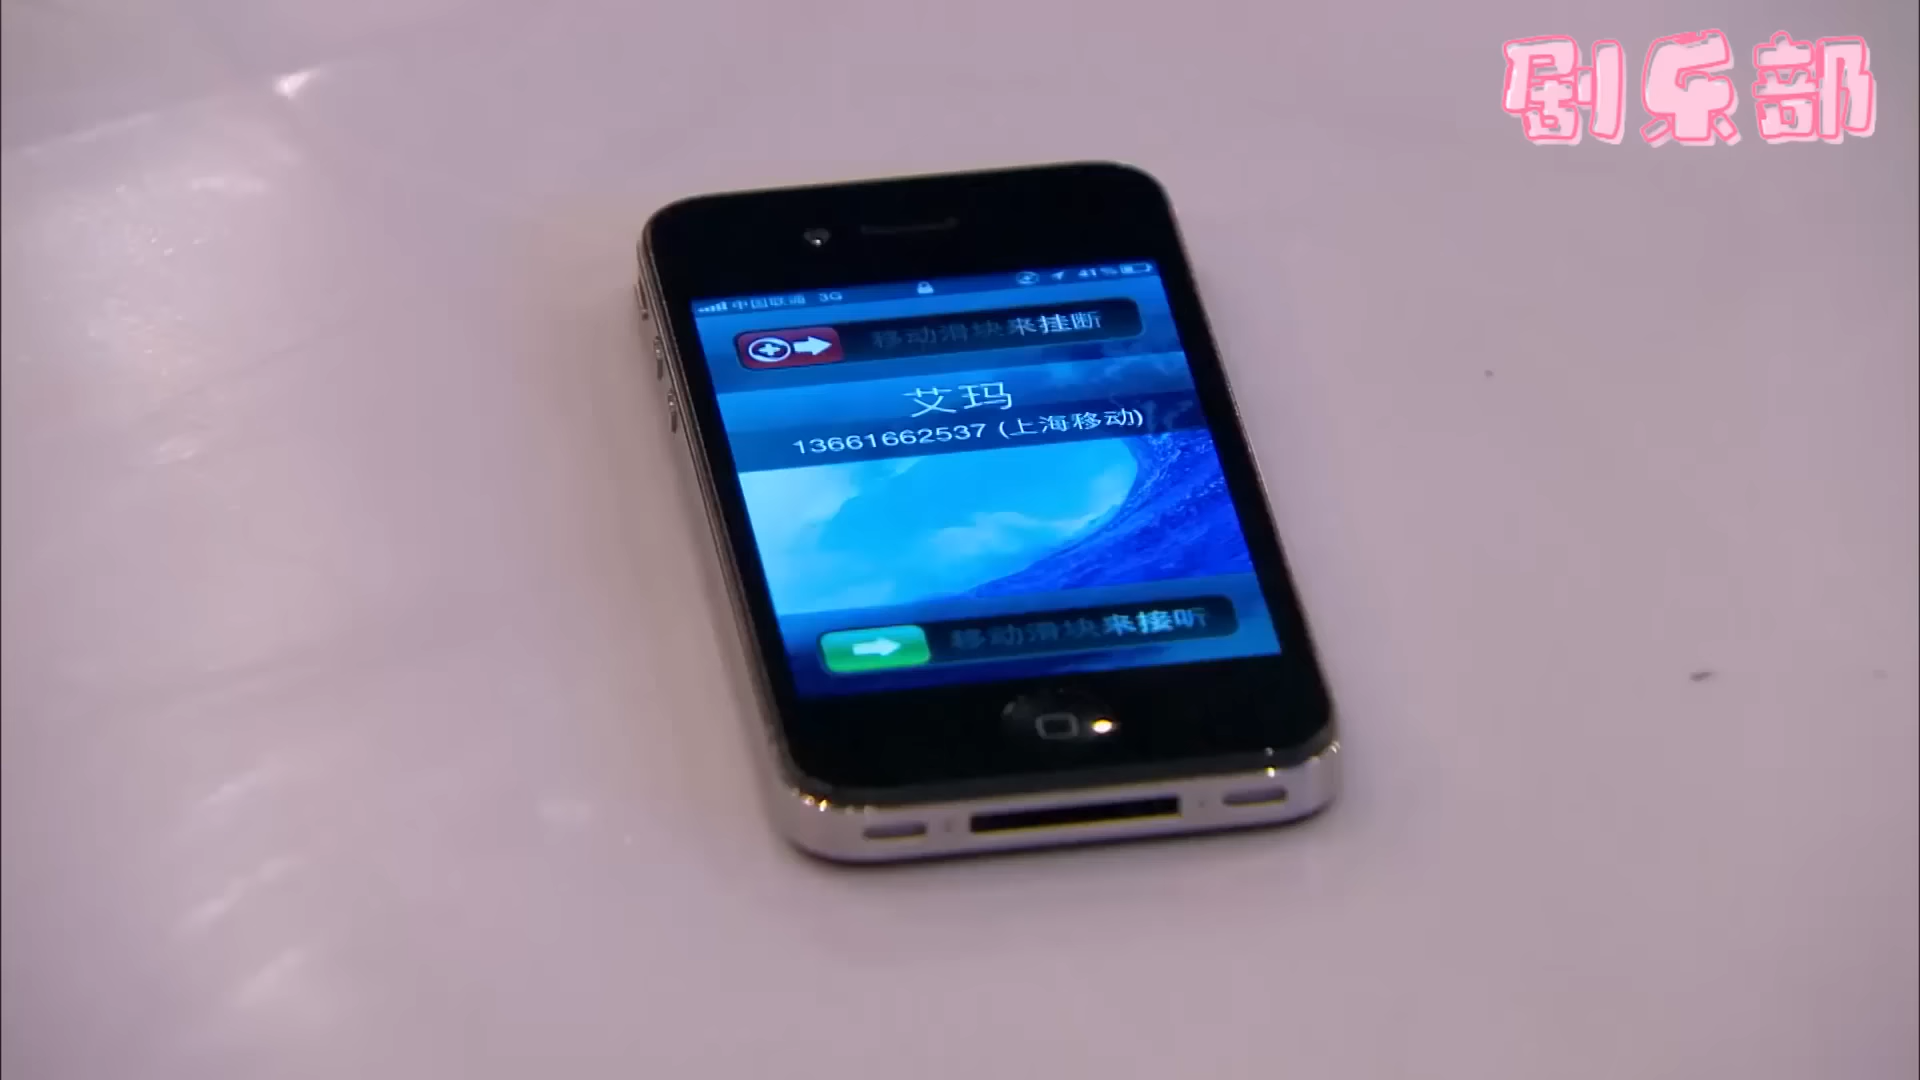 剧乐部
中国联通 3G 41%
移动滑块来挂断
艾玛
13661662537 (上海移动)
移动滑块来接听